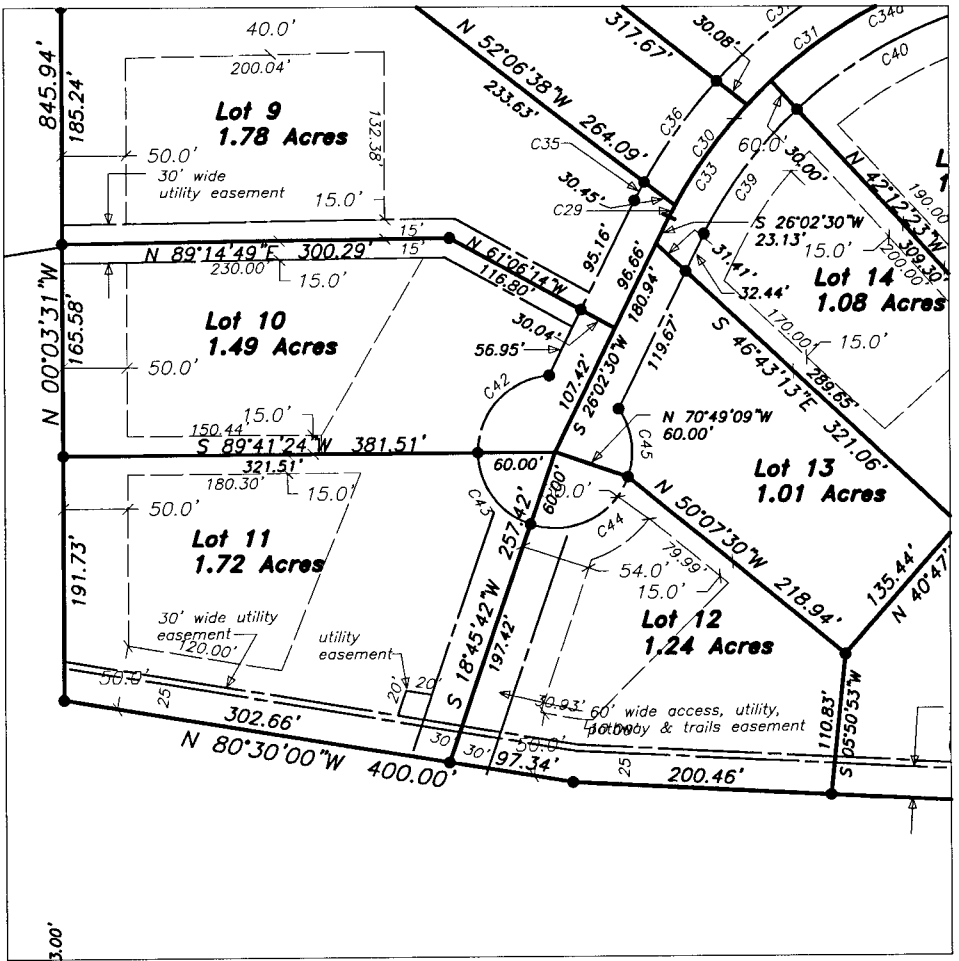 845.94'
185.24'
40.0'
200.04'
Lot 9
1.78 Acres
132.38'
50.0'
30' wide
utility easement
15.0'
15'
15'
N 89°14'49"E 300.29'
230.00'
15.0'
N 61°06'14"W
116.80'
N 52°06'38"W 264.09'
233.63'
317.67'
30.08'
C31
C34a
C40
C36
C35
C30
C33
C39
60.0'
30.00'
C29
30.45'
95.16'
96.66'
180.94'
S 26°02'30"W
23.13'
31.41'
32.44'
N 42°12'23"W 309.30'
190.00'
200.00'
15.0'
Lot 14
1.08 Acres
170.00'
15.0'
289.65'
S 46°43'13"E 321.06'
N 00°03'31"W
165.58'
Lot 10
1.49 Acres
50.0'
15.0'
150.44'
S 89°41'24"W 381.51'
321.51'
180.30'
15.0'
30.04'
56.95'
C42
107.42'
S 26°02'30"W
119.67'
N 70°49'09"W
60.00'
C45
60.00'
60.00'
C43
C44
Lot 13
1.01 Acres
50.0'
191.73'
Lot 11
1.72 Acres
257.42'
S 18°45'42"W
197.42'
N 50°07'30"W 218.94'
79.99'
54.0'
15.0'
Lot 12
1.24 Acres
135.44'
N 40°47'
30' wide utility
easement
120.00'
utility
easement
50.0'
25
20'
20'
30.93'
60' wide access, utility,
pathway & trails easement
110.83'
S 05°50'53"W
302.66'
N 80°30'00"W 400.00'
30'
30'
50.0'
97.34'
25
200.46'
3.00'